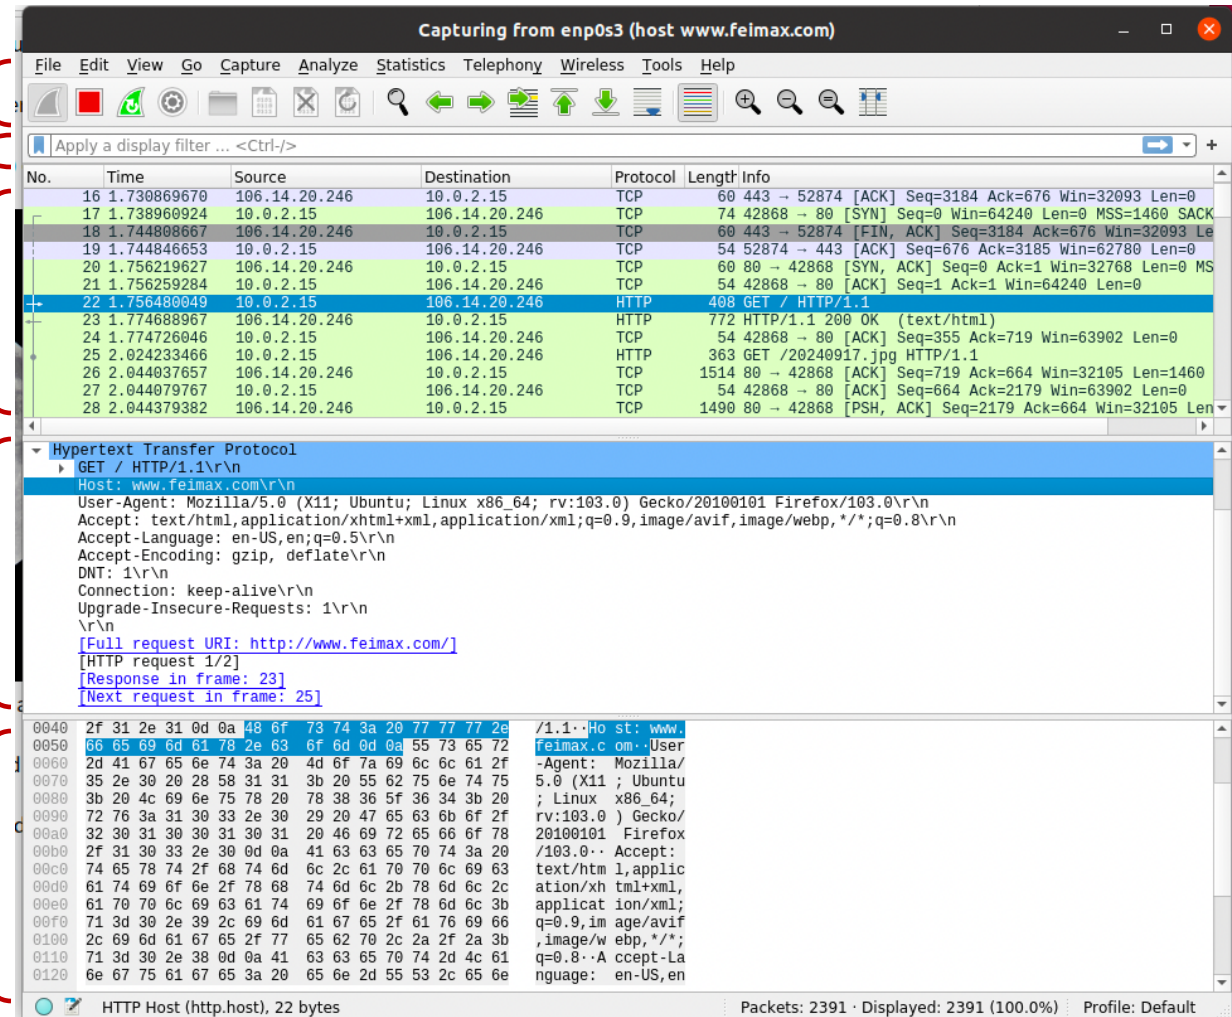 Capturing from enp0s3 (host www.feimax.com)
File Edit View Go Capture Analyze Statistics Telephony Wireless Tools Help
Apply a display filter ... <Ctrl-/>
No. Time Source Destination Protocol Length Info
16 1.730869670 106.14.20.246 10.0.2.15 TCP 60 443 → 52874 [ACK] Seq=3184 Ack=676 Win=32093 Len=0
17 1.738960924 10.0.2.15 106.14.20.246 TCP 74 42868 → 80 [SYN] Seq=0 Win=64240 Len=0 MSS=1460 SACK
18 1.744808667 106.14.20.246 10.0.2.15 TCP 60 443 → 52874 [FIN, ACK] Seq=3184 Ack=676 Win=32093 Le
19 1.744846653 10.0.2.15 106.14.20.246 TCP 54 52874 → 443 [ACK] Seq=676 Ack=3185 Win=62780 Len=0
20 1.756219627 106.14.20.246 10.0.2.15 TCP 60 80 → 42868 [SYN, ACK] Seq=0 Ack=1 Win=32768 Len=0 MS
21 1.756259284 10.0.2.15 106.14.20.246 TCP 54 42868 → 80 [ACK] Seq=1 Ack=1 Win=64240 Len=0
22 1.756480049 10.0.2.15 106.14.20.246 HTTP 408 GET / HTTP/1.1
23 1.774688967 106.14.20.246 10.0.2.15 HTTP 772 HTTP/1.1 200 OK (text/html)
24 1.774726046 10.0.2.15 106.14.20.246 TCP 54 42868 → 80 [ACK] Seq=355 Ack=719 Win=63902 Len=0
25 2.024233466 10.0.2.15 106.14.20.246 HTTP 363 GET /20240917.jpg HTTP/1.1
26 2.044037657 106.14.20.246 10.0.2.15 TCP 1514 80 → 42868 [ACK] Seq=719 Ack=664 Win=32105 Len=1460
27 2.044079767 10.0.2.15 106.14.20.246 TCP 54 42868 → 80 [ACK] Seq=664 Ack=2179 Win=63902 Len=0
28 2.044379382 106.14.20.246 10.0.2.15 TCP 1490 80 → 42868 [PSH, ACK] Seq=2179 Ack=664 Win=32105 Len
Hypertext Transfer Protocol
GET / HTTP/1.1\r\n
Host: www.feimax.com\r\n
User-Agent: Mozilla/5.0 (X11; Ubuntu; Linux x86_64; rv:103.0) Gecko/20100101 Firefox/103.0\r\n
Accept: text/html,application/xhtml+xml,application/xml;q=0.9,image/avif,image/webp,*/*;q=0.8\r\n
Accept-Language: en-US,en;q=0.5\r\n
Accept-Encoding: gzip, deflate\r\n
DNT: 1\r\n
Connection: keep-alive\r\n
Upgrade-Insecure-Requests: 1\r\n
\r\n
[Full request URI: http://www.feimax.com/]
[HTTP request 1/2]
[Response in frame: 23]
[Next request in frame: 25]
0040 2f 31 2e 31 0d 0a 48 6f 73 74 3a 20 77 77 77 2e /1.1··Ho st: www.
0050 66 65 69 6d 61 78 2e 63 6f 6d 0d 0a 55 73 65 72 feimax.c om··User
0060 2d 41 67 65 6e 74 3a 20 4d 6f 7a 69 6c 6c 61 2f -Agent: Mozilla/
0070 35 2e 30 20 28 58 31 31 3b 20 55 62 75 6e 74 75 5.0 (X11 ; Ubuntu
0080 3b 20 4c 69 6e 75 78 20 78 38 36 5f 36 34 3b 20 ; Linux x86_64;
0090 72 76 3a 31 30 33 2e 30 29 20 47 65 63 6b 6f 2f rv:103.0 ) Gecko/
00a0 32 30 31 30 30 31 30 31 20 46 69 72 65 66 6f 78 20100101 Firefox
00b0 2f 31 30 33 2e 30 0d 0a 41 63 63 65 70 74 3a 20 /103.0·· Accept:
00c0 74 65 78 74 2f 68 74 6d 6c 2c 61 70 70 6c 69 63 text/htm l,applic
00d0 61 74 69 6f 6e 2f 78 68 74 6d 6c 2b 78 6d 6c 2c ation/xh tml+xml,
00e0 61 70 70 6c 69 63 61 74 69 6f 6e 2f 78 6d 6c 3b applicat ion/xml;
00f0 71 3d 30 2e 39 2c 69 6d 61 67 65 2f 61 76 69 66 q=0.9,im age/avif
0100 2c 69 6d 61 67 65 2f 77 65 62 70 2c 2a 2f 2a 3b ,image/w ebp,*/*;
0110 71 3d 30 2e 38 0d 0a 41 63 63 65 70 74 2d 4c 61 q=0.8··A ccept-La
0120 6e 67 75 61 67 65 3a 20 65 6e 2d 55 53 2c 65 6e nguage: en-US,en
HTTP Host (http.host), 22 bytes Packets: 2391 · Displayed: 2391 (100.0%) Profile: Default